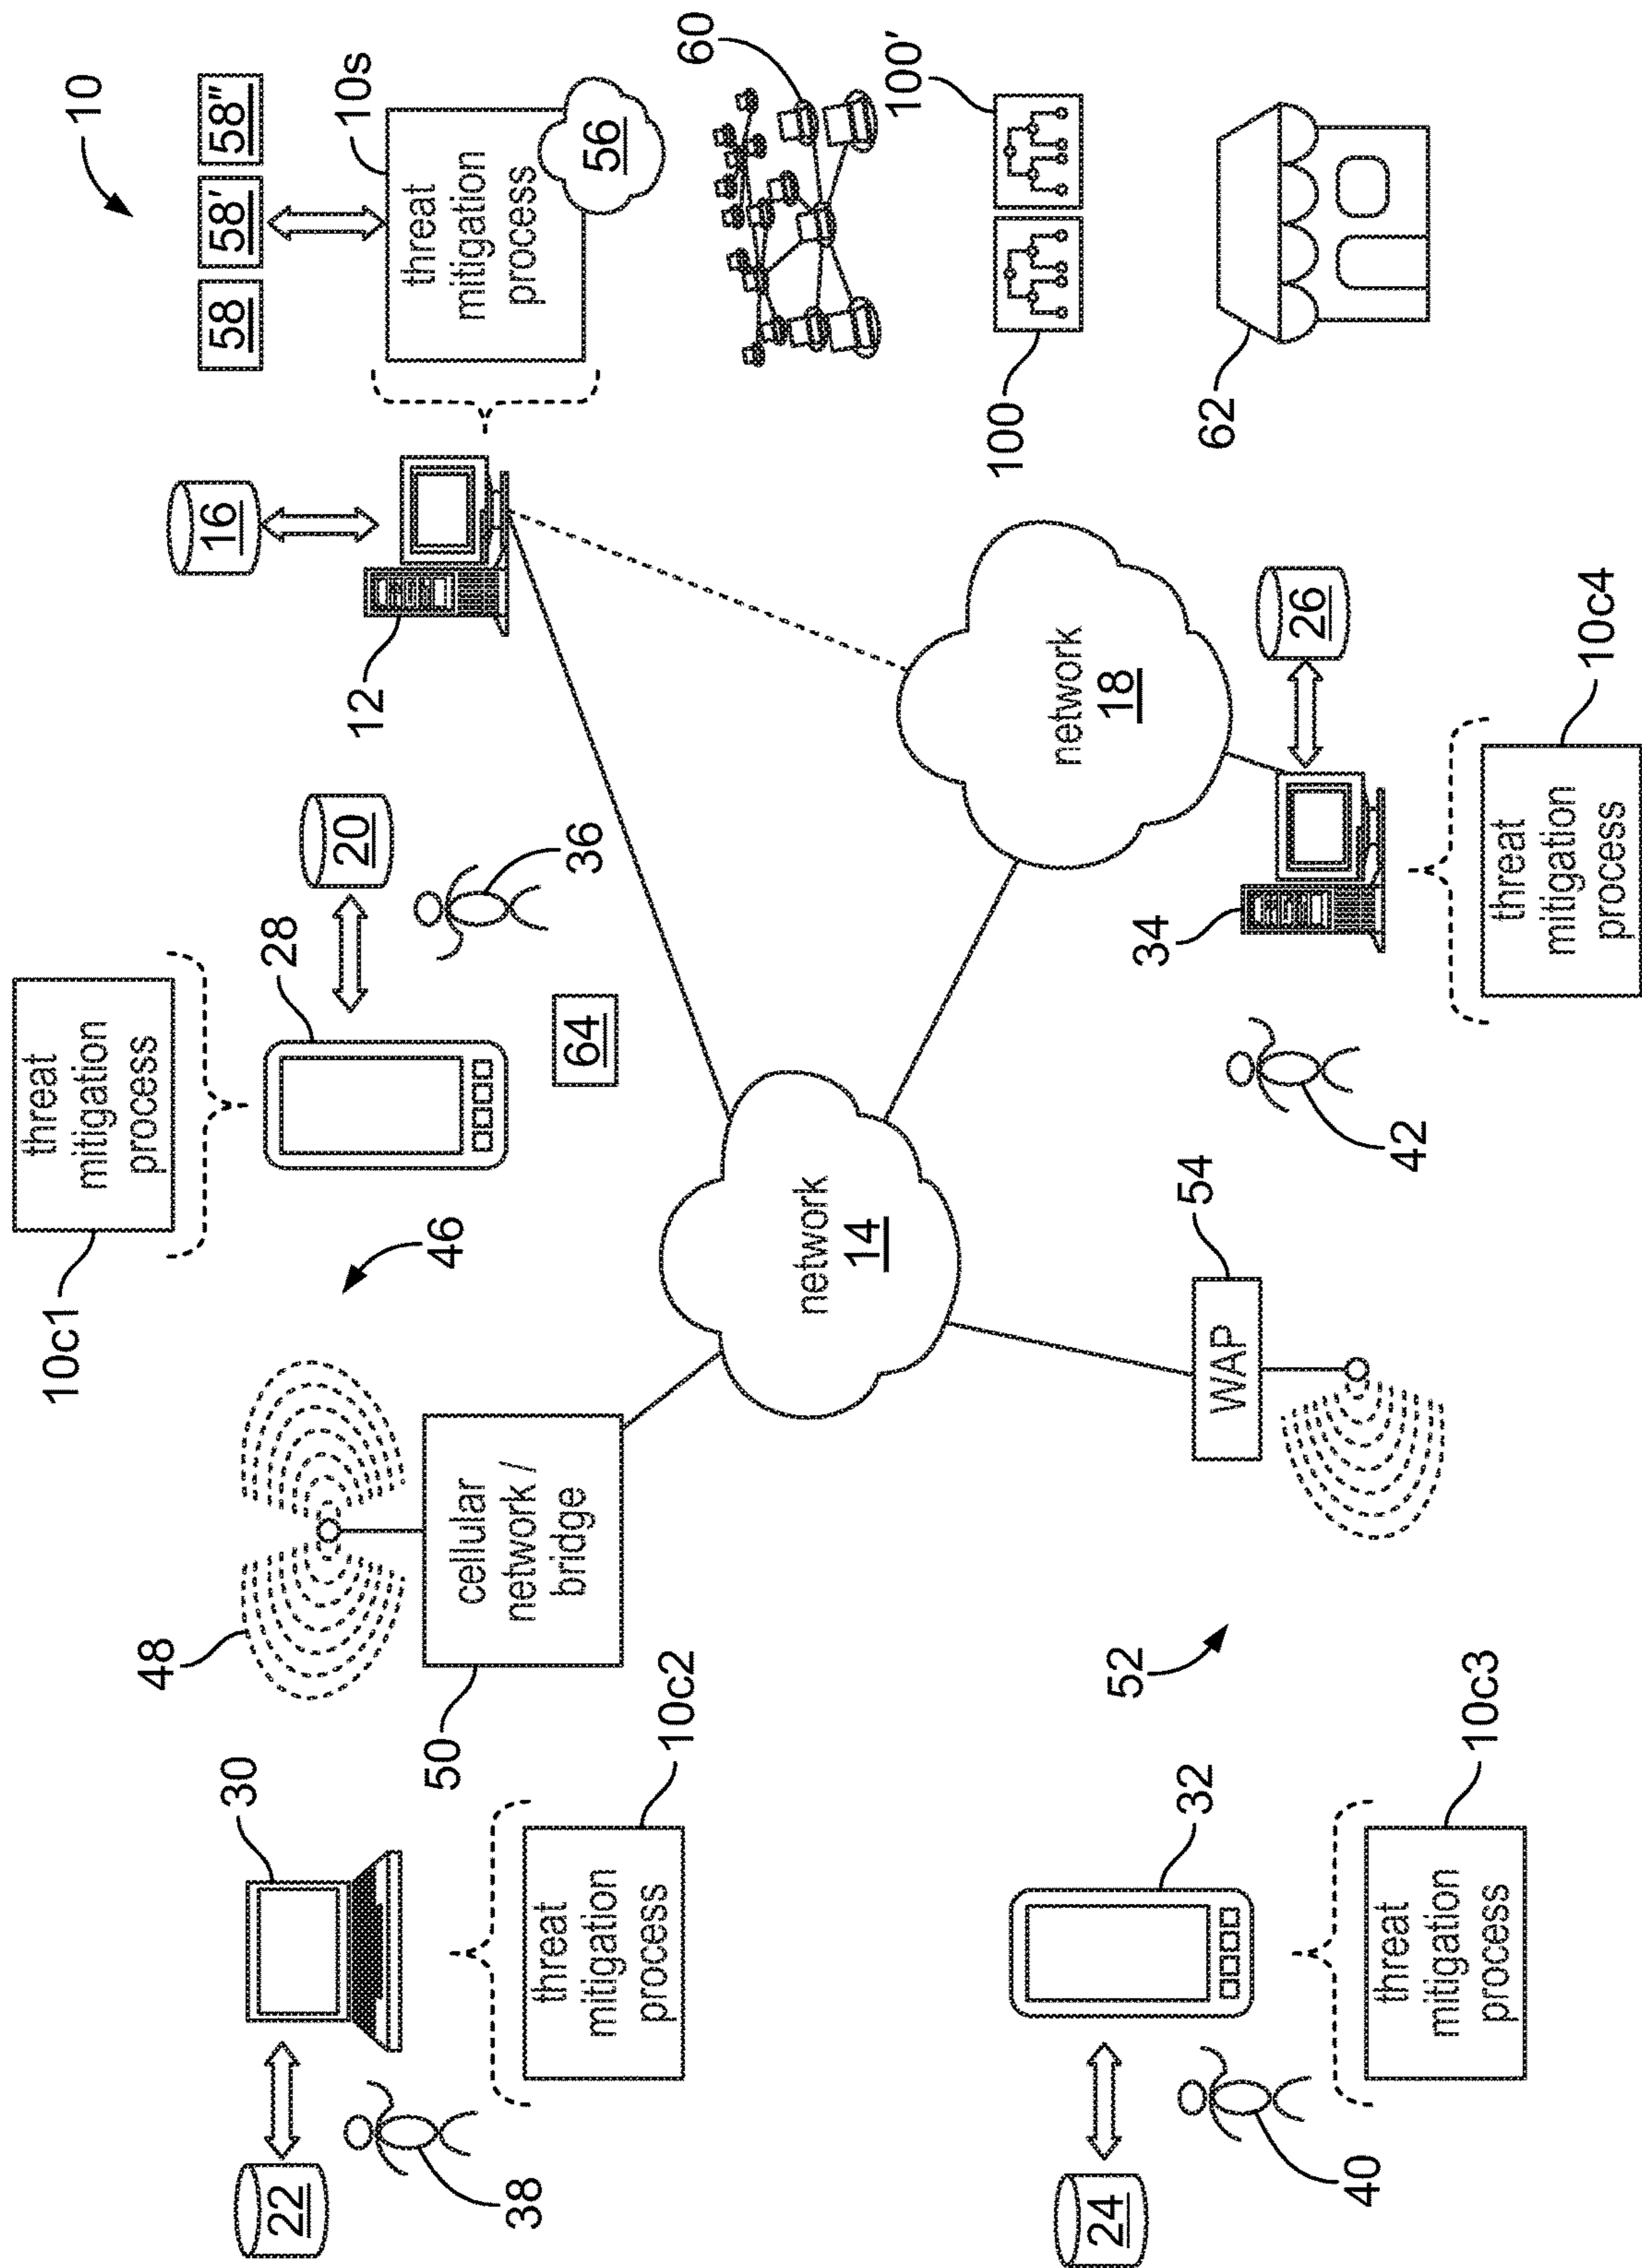 10
58
58'
58"
10s
threat
mitigation
process
56
16
12
60
100
100'
62
10c1
threat
mitigation
process
28
20
36
64
46
48
cellular
network /
bridge
50
30
22
38
threat
mitigation
process
10c2
network
14
network
18
26
34
42
threat
mitigation
process
10c4
WAP
54
52
32
24
40
threat
mitigation
process
10c3